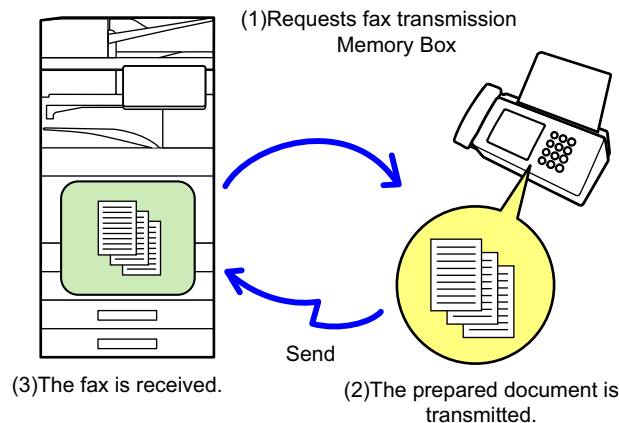 (1)Requests fax transmission
Memory Box
Send
(3)The fax is received.
(2)The prepared document is
transmitted.